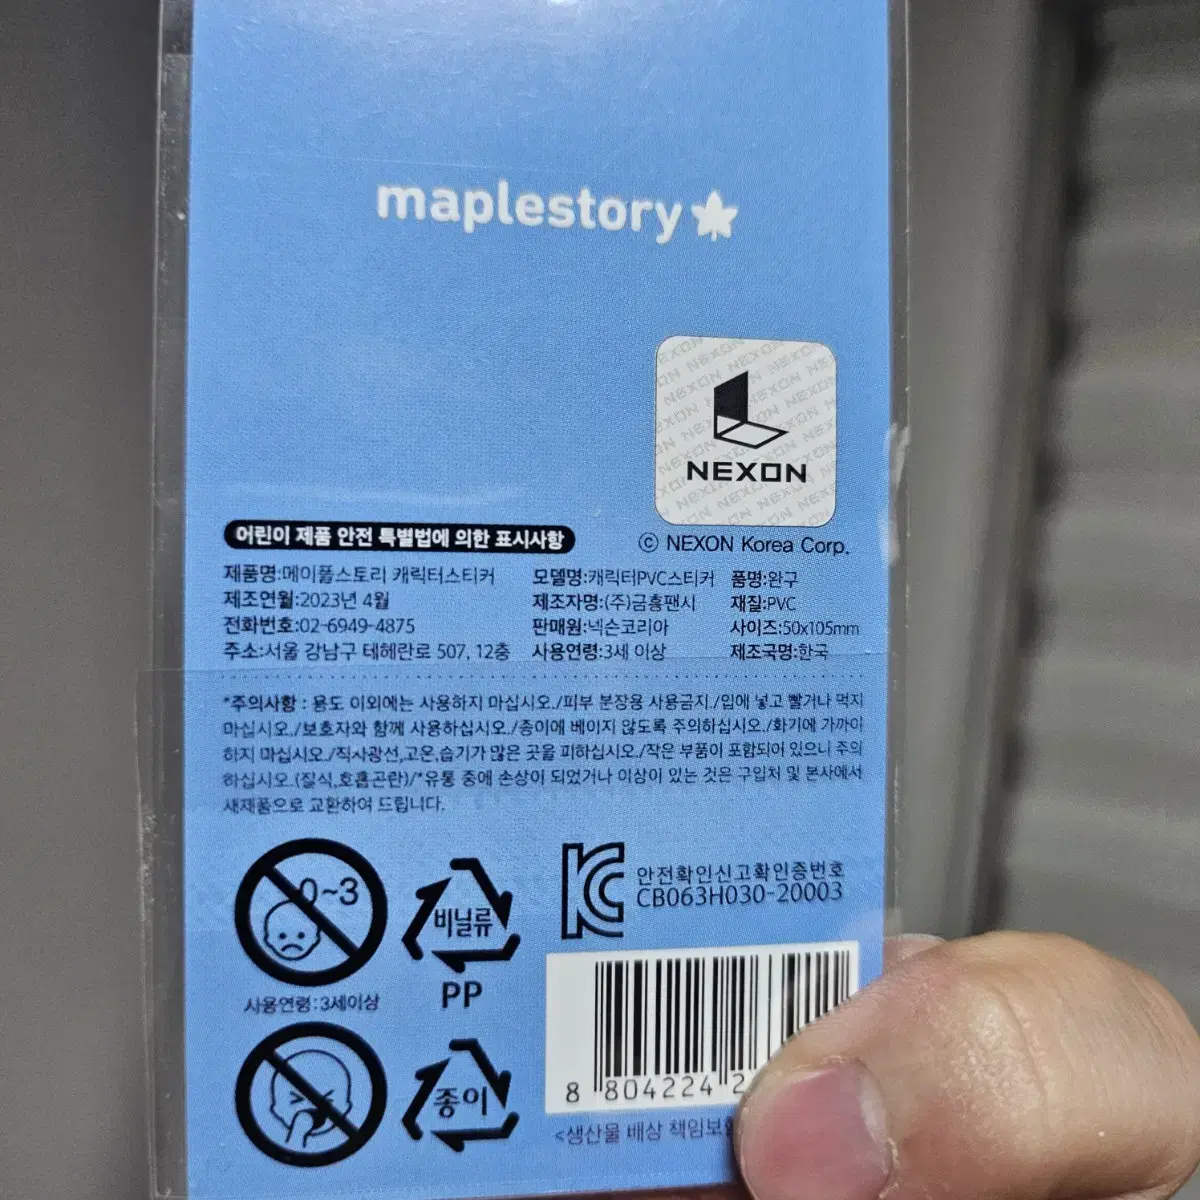 maplestory
NEXON
어린이 제품 안전 특별법에 의한 표시사항
ⓒ NEXON Korea Corp.
제품명:메이플스토리 캐릭터스티커 모델명:캐릭터PVC스티커 품명:완구
제조연월:2023년 4월 제조자명:(주)금홍팬시 재질:PVC
전화번호:02-6949-4875 판매원:넥슨코리아 사이즈:50x105mm
주소:서울 강남구 테헤란로 507, 12층 사용연령:3세 이상 제조국명:한국
*주의사항 : 용도 이외에는 사용하지 마십시오./피부 분장용 사용금지./입에 넣고 빨거나 먹지
마십시오./보호자와 함께 사용하십시오./종이에 베이지 않도록 주의하십시오./화기에 가까이
하지 마십시오./직사광선,고온,습기가 많은 곳을 피하십시오./작은 부품이 포함되어 있으니 주의
하십시오.(질식,호흡곤란)/*유통 중에 손상이 되었거나 이상이 있는 것은 구입처 및 본사에서
새제품으로 교환하여 드립니다.
0~3
사용연령:3세이상
비닐류
PP
종이
안전확인신고확인증번호
CB063H030-20003
8 804224 2
<생산물 배상 책임보험